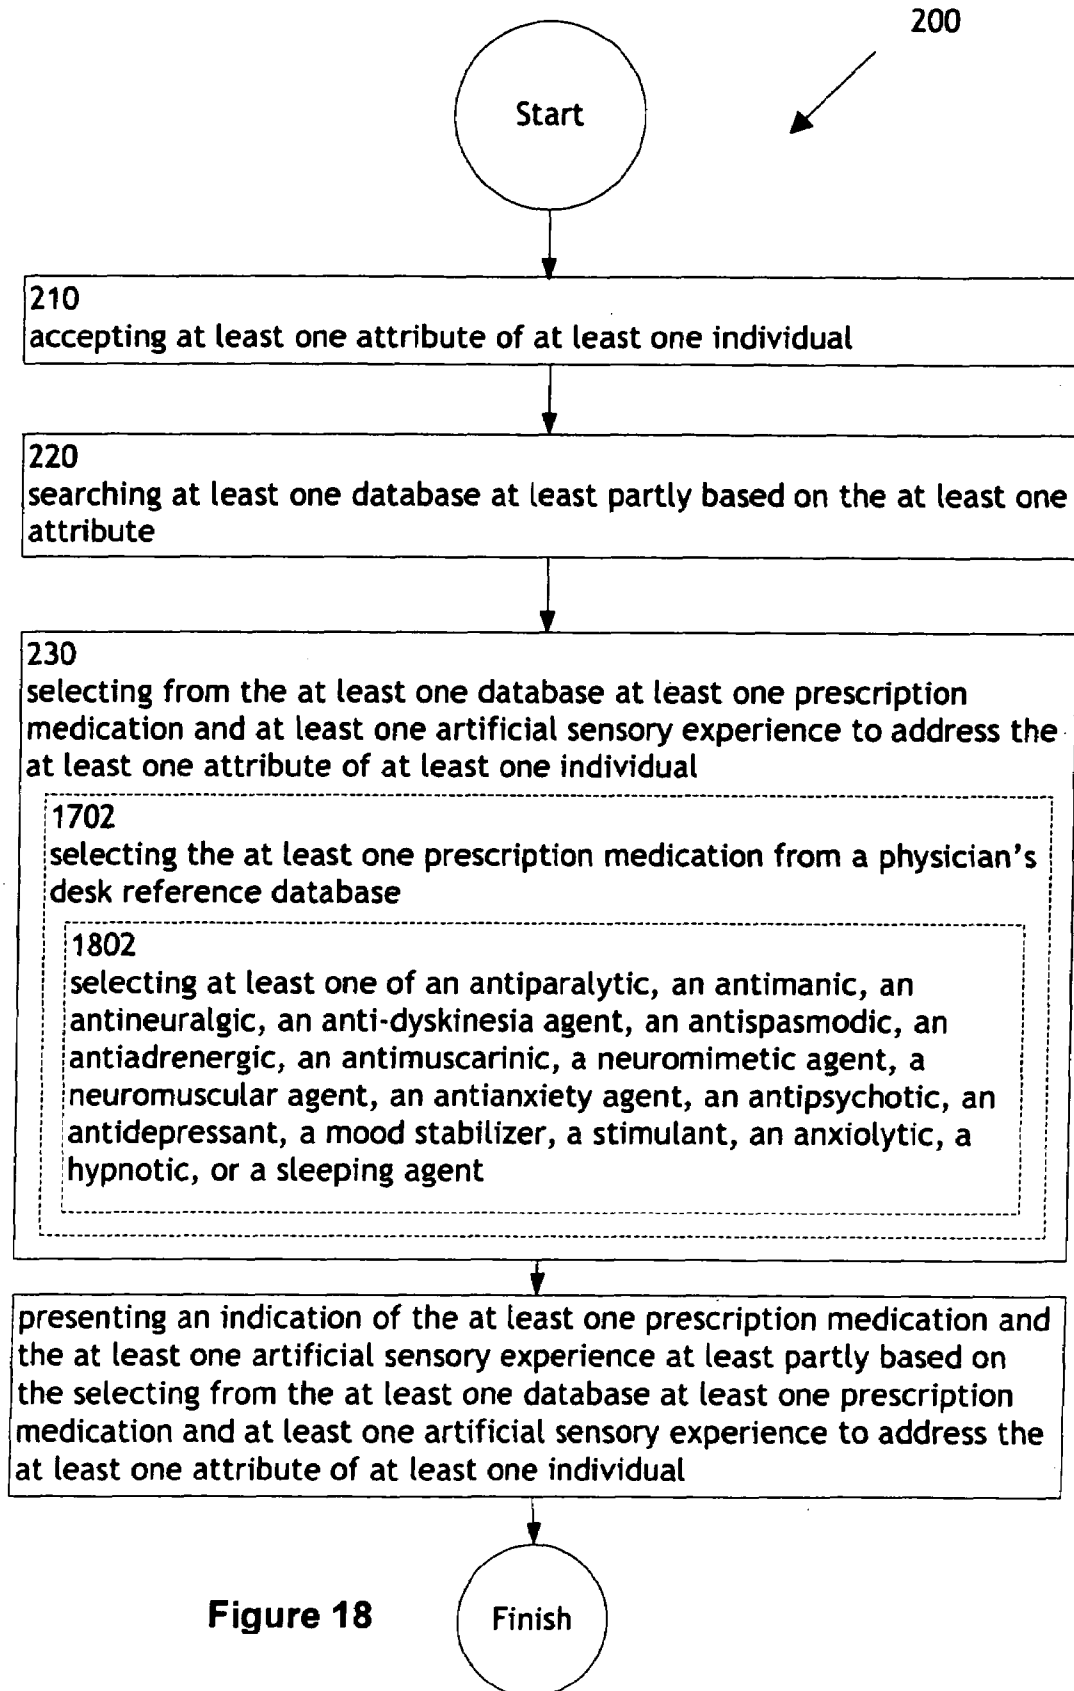 200
Start
210
accepting at least one attribute of at least one individual
220
searching at least one database at least partly based on the at least one
attribute
230
selecting from the at least one database at least one prescription
medication and at least one artificial sensory experience to address the
at least one attribute of at least one individual
1702
selecting the at least one prescription medication from a physician's
desk reference database
1802
selecting at least one of an antiparalytic, an antimanic, an
antineuralgic, an anti-dyskinesia agent, an antispasmodic, an
antiadrenergic, an antimuscarinic, a neuromimetic agent, a
neuromuscular agent, an antianxiety agent, an antipsychotic, an
antidepressant, a mood stabilizer, a stimulant, an anxiolytic, a
hypnotic, or a sleeping agent
presenting an indication of the at least one prescription medication and
the at least one artificial sensory experience at least partly based on
the selecting from the at least one database at least one prescription
medication and at least one artificial sensory experience to address the
at least one attribute of at least one individual
Figure 18
Finish